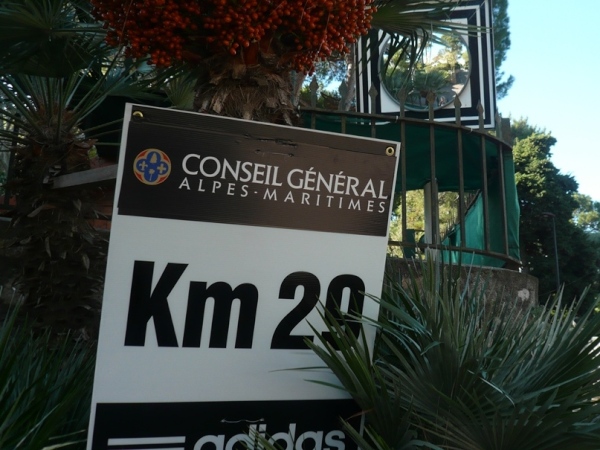 CONSEIL GÉNÉRAL
ALPES-MARITIMES
Km 29
adidas